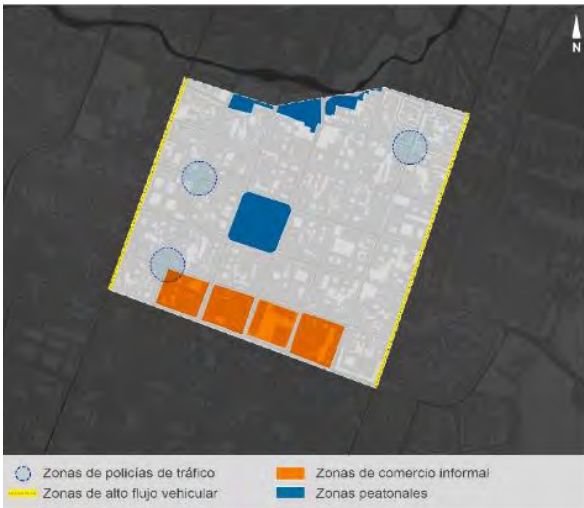 N
Zonas de policías de tráfico
Zonas de alto flujo vehicular
Zonas de comercio informal
Zonas peatonales